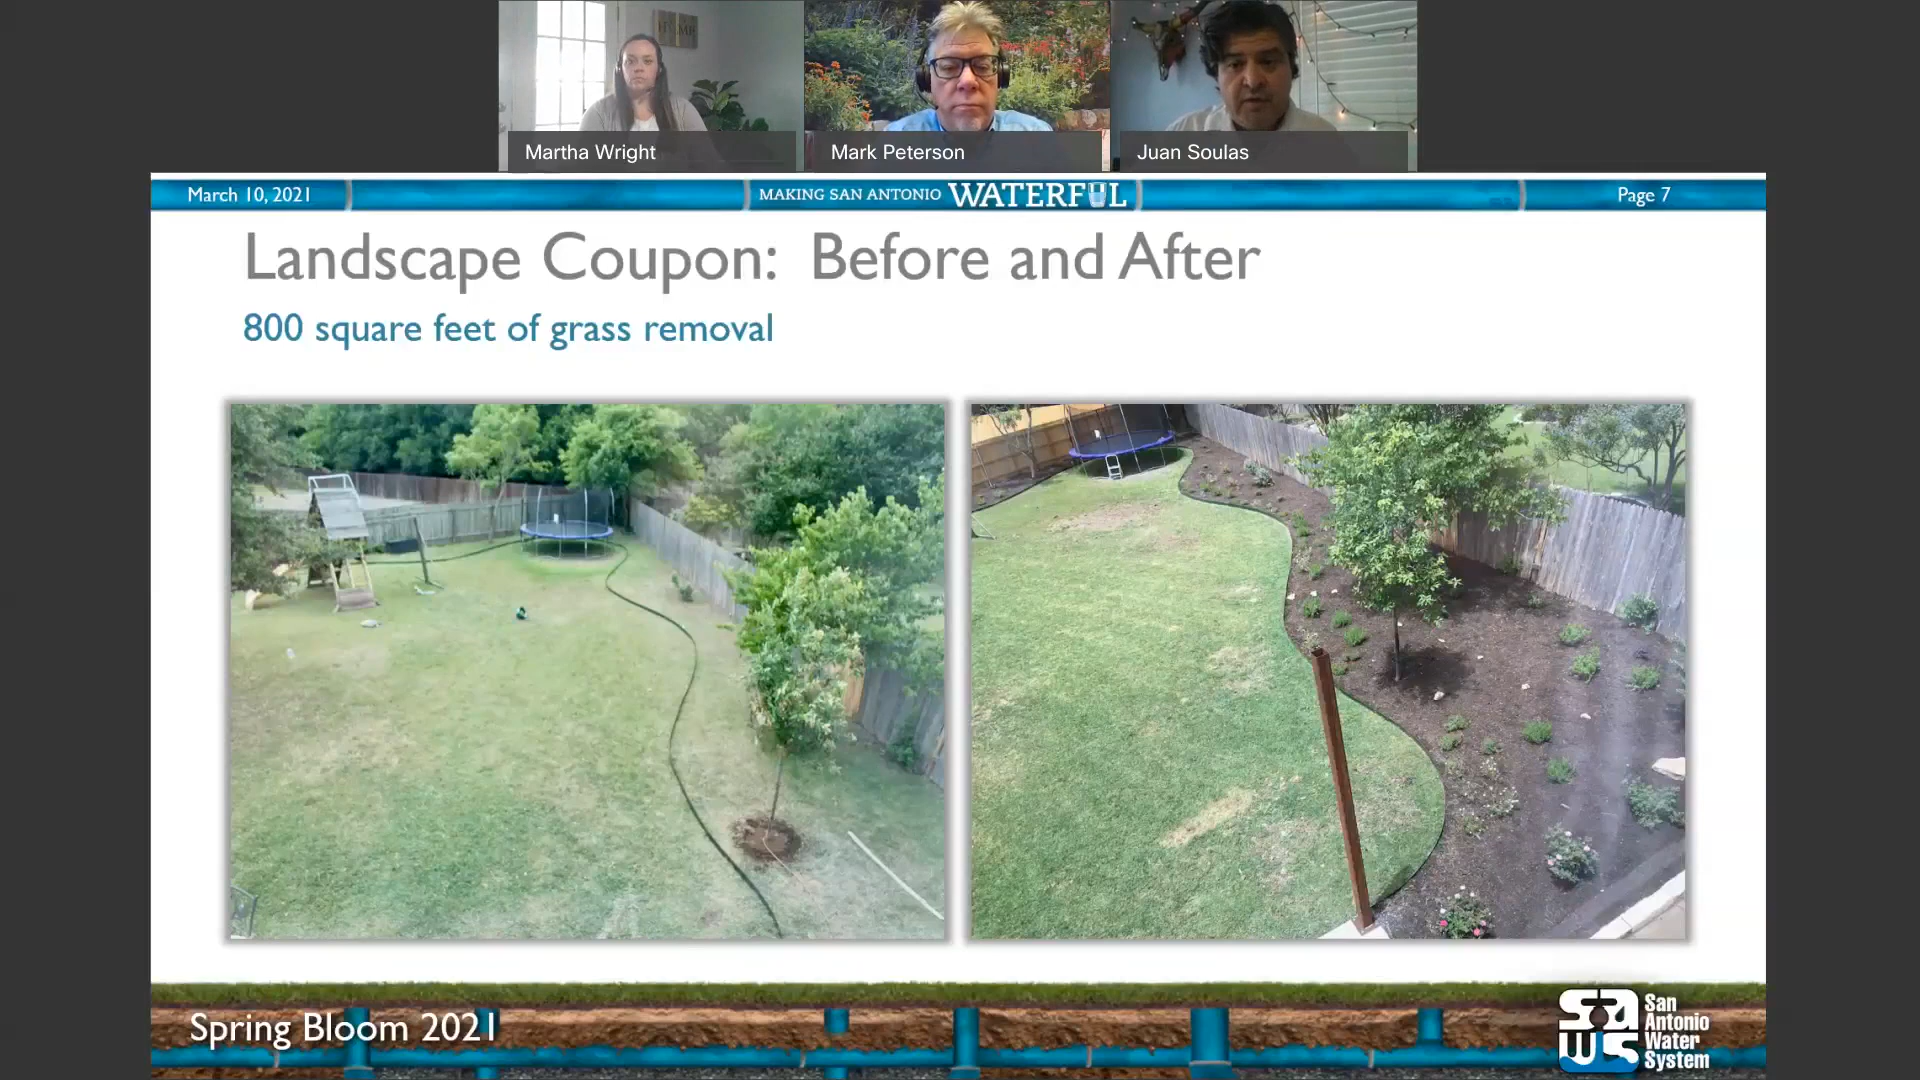 Martha Wright
Mark Peterson
Juan Soulas
March 10, 2021
MAKING SAN ANTONIO WATERFUL
Page 7
Landscape Coupon: Before and After
800 square feet of grass removal
Spring Bloom 2021
saws
San
Antonio
Water
System